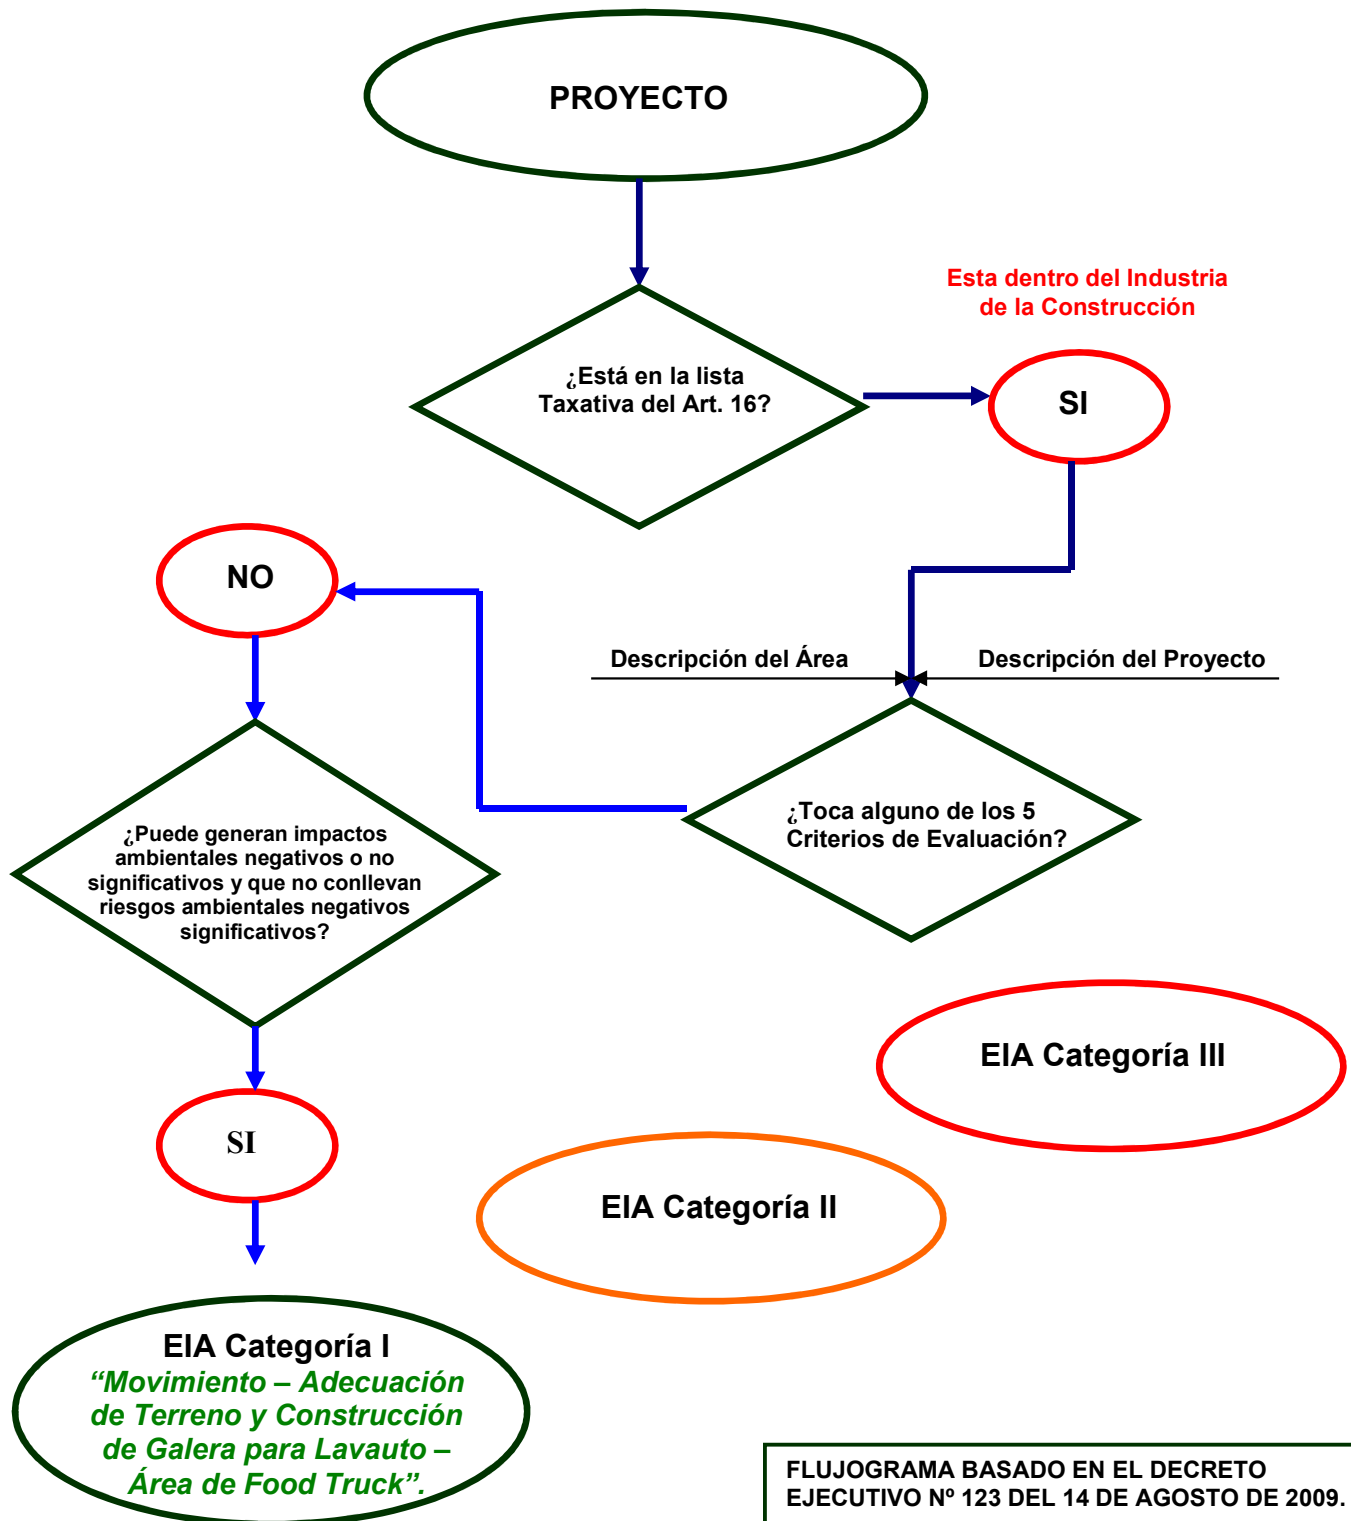 PROYECTO
Esta dentro del Industria
de la Construcción
¿Está en la lista
Taxativa del Art. 16?
SI
NO
Descripción del Área
Descripción del Proyecto
¿Toca alguno de los 5
Criterios de Evaluación?
¿Puede generan impactos
ambientales negativos o no
significativos y que no conllevan
riesgos ambientales negativos
significativos?
EIA Categoría III
SI
EIA Categoría II
EIA Categoría I
“Movimiento – Adecuación
de Terreno y Construcción
de Galera para Lavauto –
Área de Food Truck”.
FLUJOGRAMA BASADO EN EL DECRETO
EJECUTIVO Nº 123 DEL 14 DE AGOSTO DE 2009.